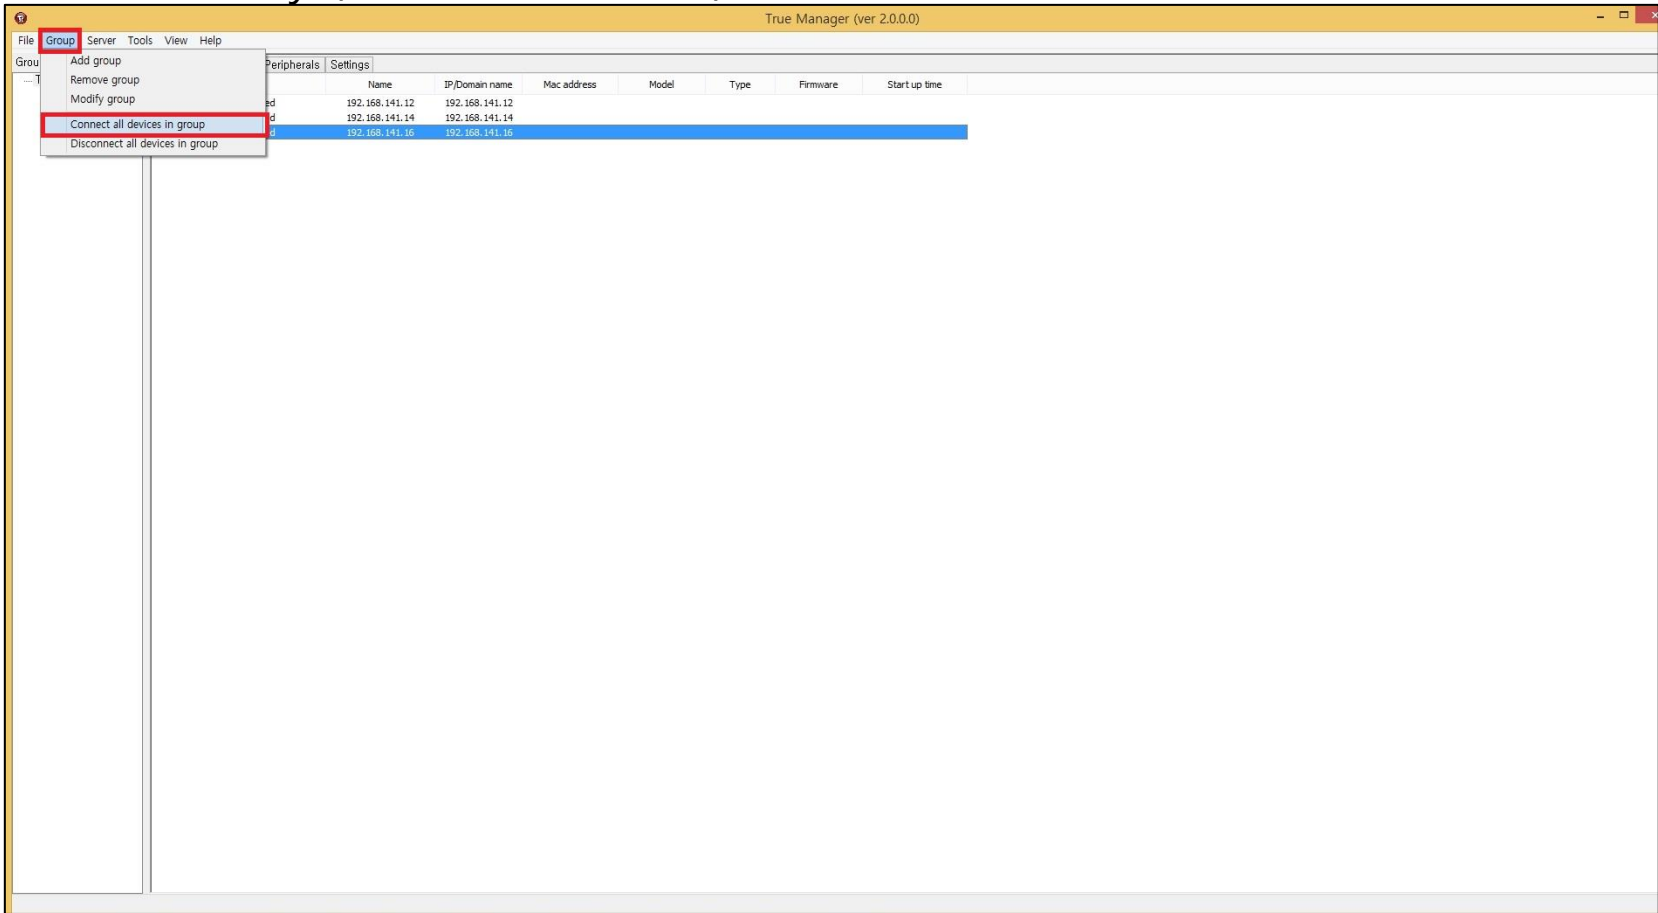 True Manager (ver 2.0.0.0)
File Group Server Tools View Help
Grou
Peripherals Settings
Add group
Remove group
Modify group
Connect all devices in group
Disconnect all devices in group
T
Name IP/Domain name Mac address Model Type Firmware Start up time
ed 192.168.141.12 192.168.141.12
d 192.168.141.14 192.168.141.14
d 192.168.141.16 192.168.141.16